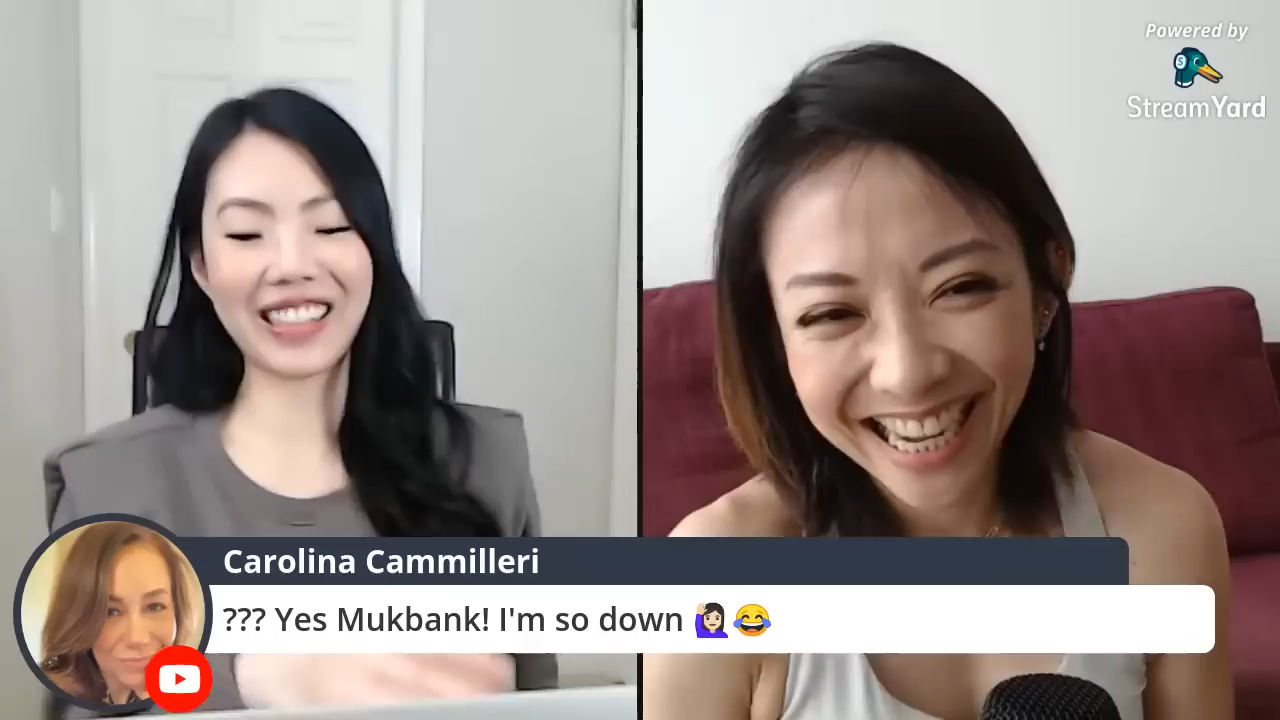 Powered by
StreamYard
Carolina Cammilleri
??? Yes Mukbank! I'm so down 🙋🏻‍♀️😂